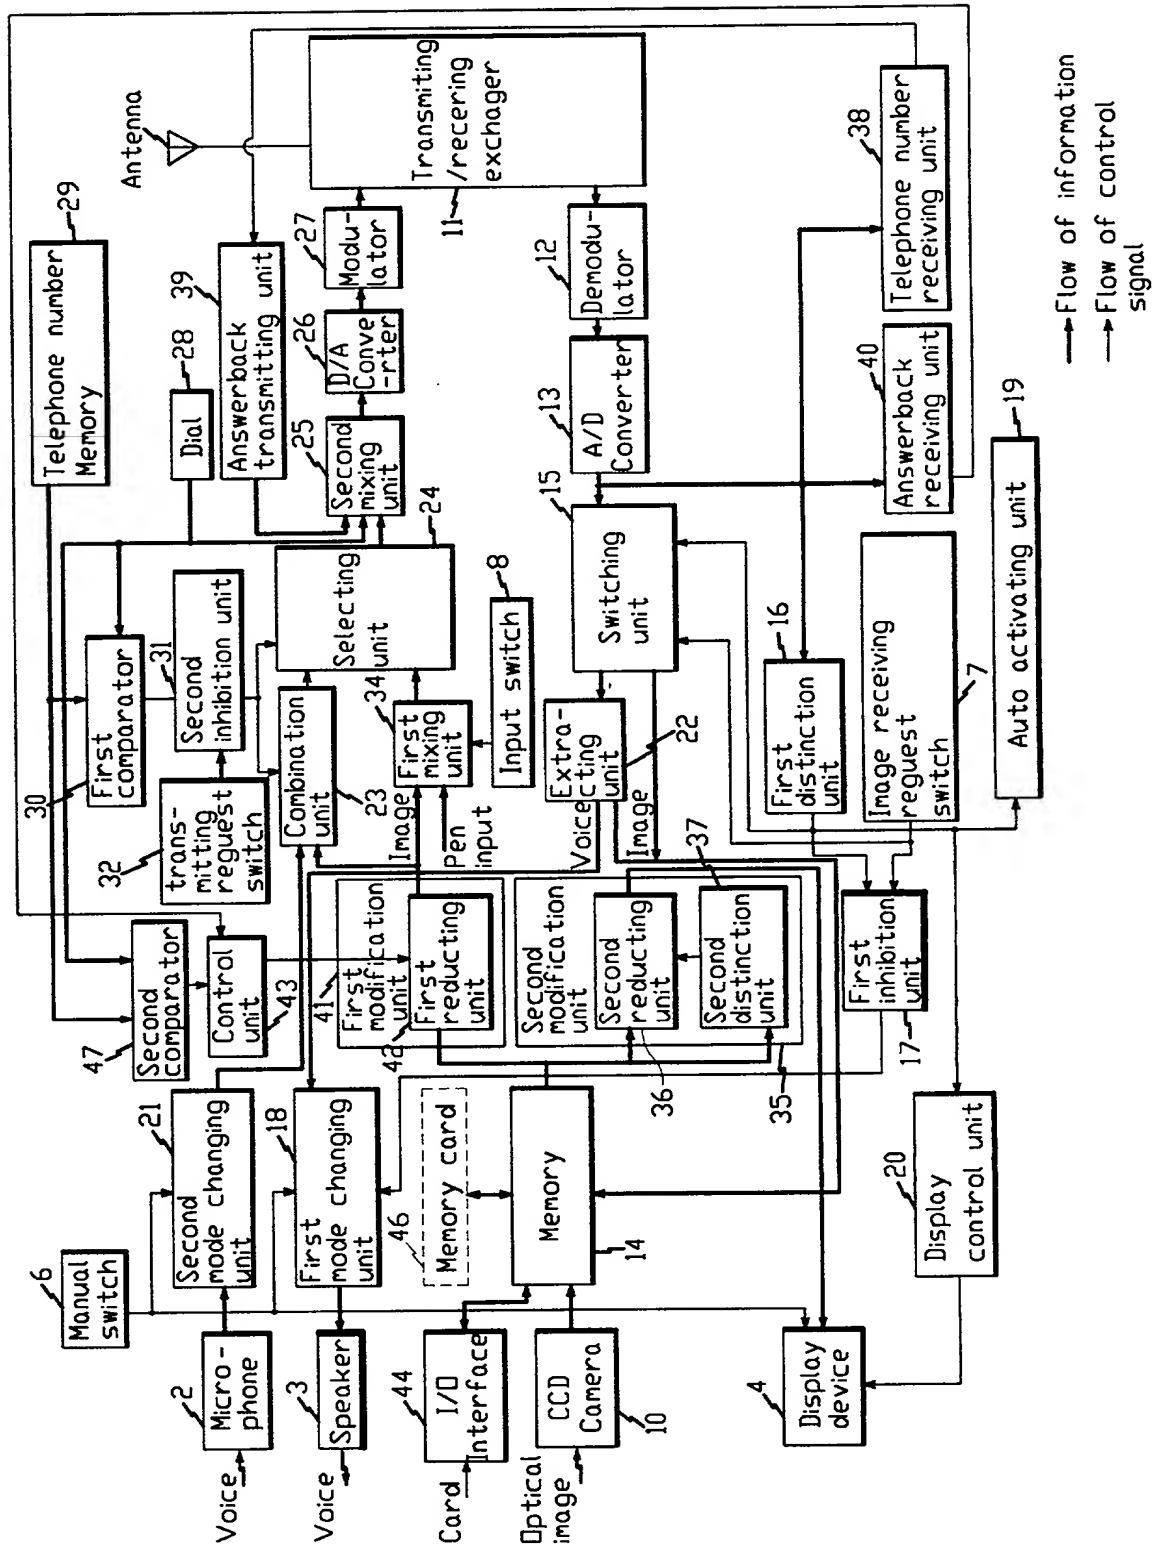 Antenna
29
Telephone number
Memory
Transmiting
/recering
exchager
11
27
Modu-
lator
12
Demodu-
lator
38
Telephone number
receiving unit
39
Answerback
transmitting unit
28
Dial
26
D/A
Conve
-rter
13
A/D
Converter
40
Answerback
receiving unit
25
Second
mixing
unit
15
Switching
unit
19
Auto activating unit
24
Selecting
unit
8
Input switch
16
First
distinction
unit
Image receiving
request
switch
7
31
Second
inhibition unit
First
comparator
30
34
First
mixing
unit
Extra-
cting
unit
22
Combination
unit
23
trans-
mitting
reguest
switch
32
Image
Pen
input
Voice
Image
37
41
First
modification
unit
First
reducting
unit
42
Second
modification
unit
Second
reducting
unit
36
Second
distinction
unit
35
First
inhibition
unit
17
47
Second
comparator
Control
unit
43
21
Second
mode changing
unit
18
First
mode changing
unit
46
Memory card
Memory
14
20
Display
control unit
6
Manual
switch
2
Micro-
phone
3
Speaker
44
I/O
Interface
CCD
Camera
10
4
Display
device
Voice
Voice
Card
Optical
image
Flow of information
Flow of control
signal